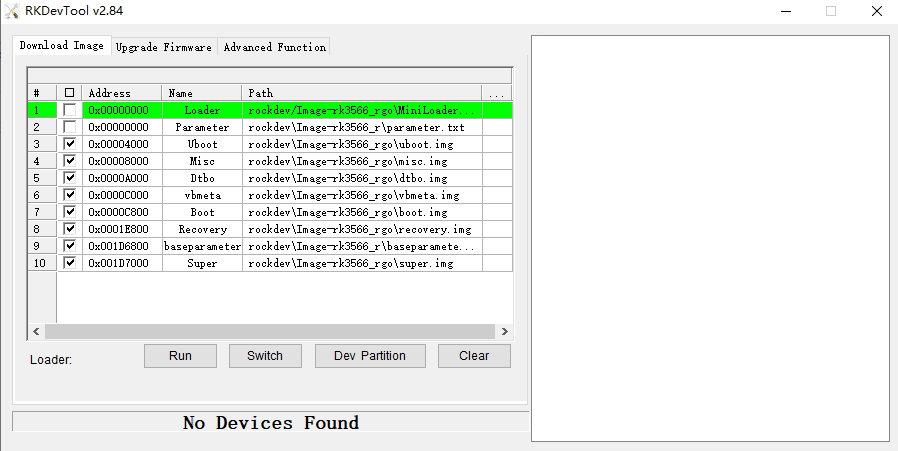 RKDevTool v2.84
Download Image Upgrade Firmware Advanced Function
# Address Name Path ...
1 0x00000000 Loader rockdev/Image-rk3566_rgo\MiniLoader...
2 0x00000000 Parameter rockdev\Image-rk3566_r\parameter.txt
3 0x00004000 Uboot rockdev\Image-rk3566_rgo\uboot.img
4 0x00008000 Misc rockdev\Image-rk3566_rgo\misc.img
5 0x0000A000 Dtbo rockdev\Image-rk3566_rgo\dtbo.img
6 0x0000C000 vbmeta rockdev\Image-rk3566_rgo\vbmeta.img
7 0x0000C800 Boot rockdev\Image-rk3566_rgo\boot.img
8 0x0001E800 Recovery rockdev\Image-rk3566_rgo\recovery.img
9 0x001D6800 baseparameter rockdev\Image-rk3566_r\baseparamete...
10 0x001D7000 Super rockdev\Image-rk3566_rgo\super.img
Loader: Run Switch Dev Partition Clear
No Devices Found